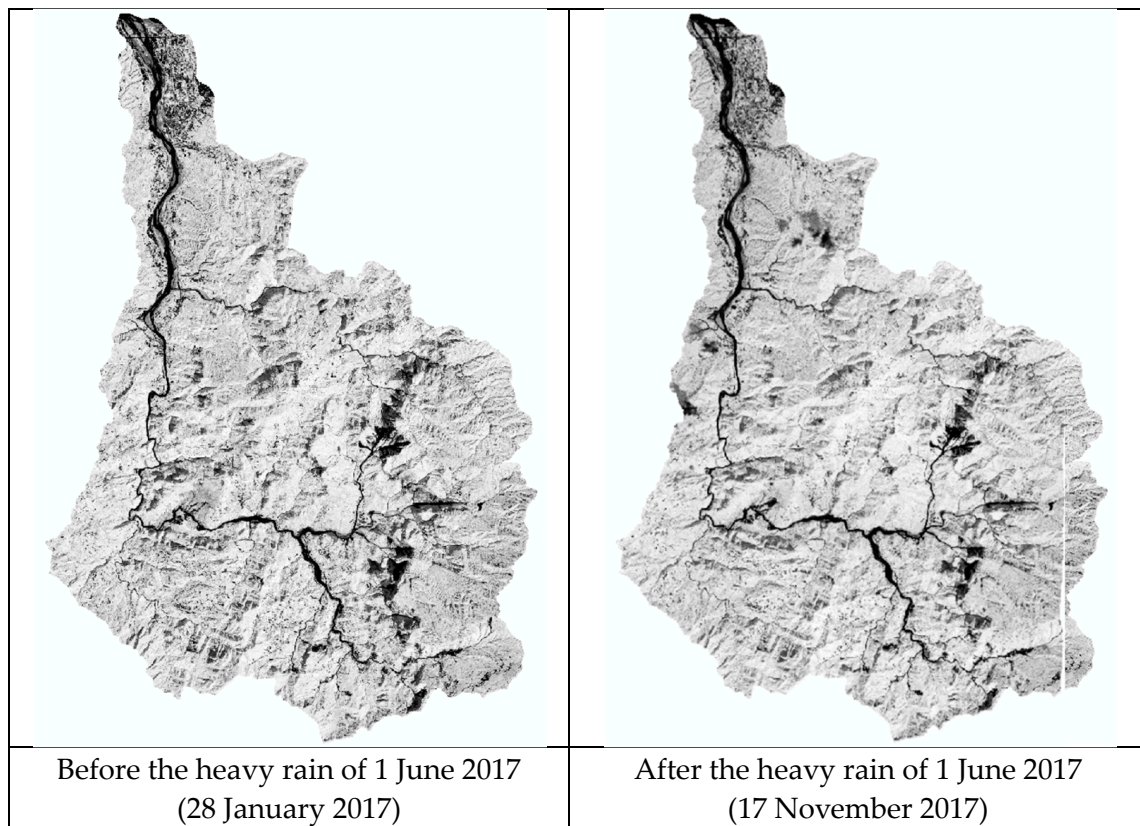 Before the heavy rain of 1 June 2017
(28 January 2017)
After the heavy rain of 1 June 2017
(17 November 2017)